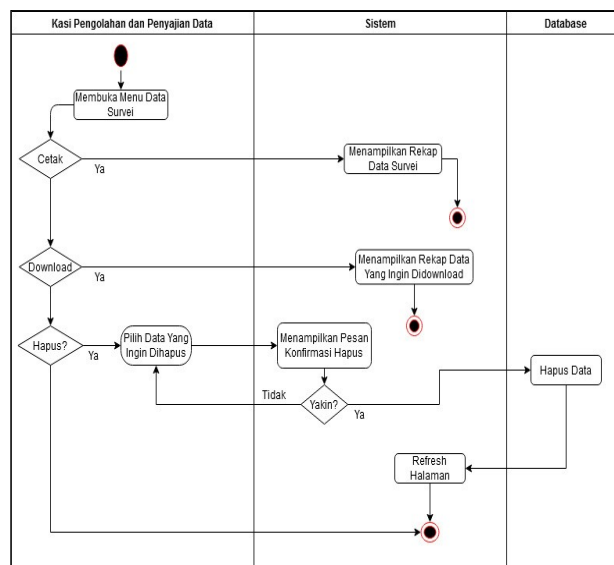 Kasi Pengolahan dan Penyajian Data
Sistem
Database
Membuka Menu Data
Survei
Cetak
Ya
Menampilkan Rekap
Data Survei
Download
Ya
Menampilkan Rekap Data
Yang Ingin Didownload
Hapus?
Ya
Pilih Data Yang
Ingin Dihapus
Menampilkan Pesan
Konfirmasi Hapus
Tidak
Yakin?
Ya
Hapus Data
Refresh
Halaman